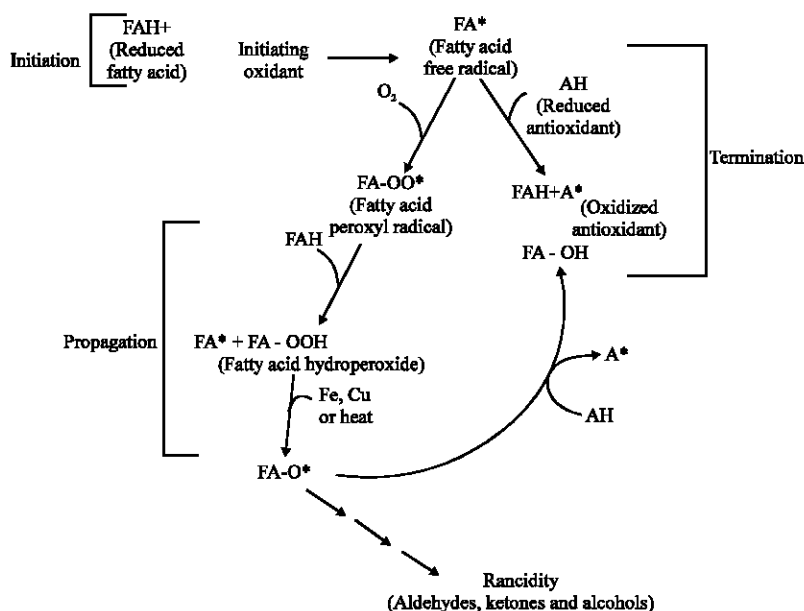 Initiation
FAH+
(Reduced
fatty acid)
Initiating
oxidant
FA*
(Fatty acid
free radical)
O₂
AH
(Reduced
antioxidant)
Termination
FA-OO*
(Fatty acid
peroxyl radical)
FAH+A*
(Oxidized
antioxidant)
FA - OH
FAH
Propagation
FA* + FA - OOH
(Fatty acid hydroperoxide)
Fe, Cu
or heat
A*
AH
FA-O*
Rancidity
(Aldehydes, ketones and alcohols)